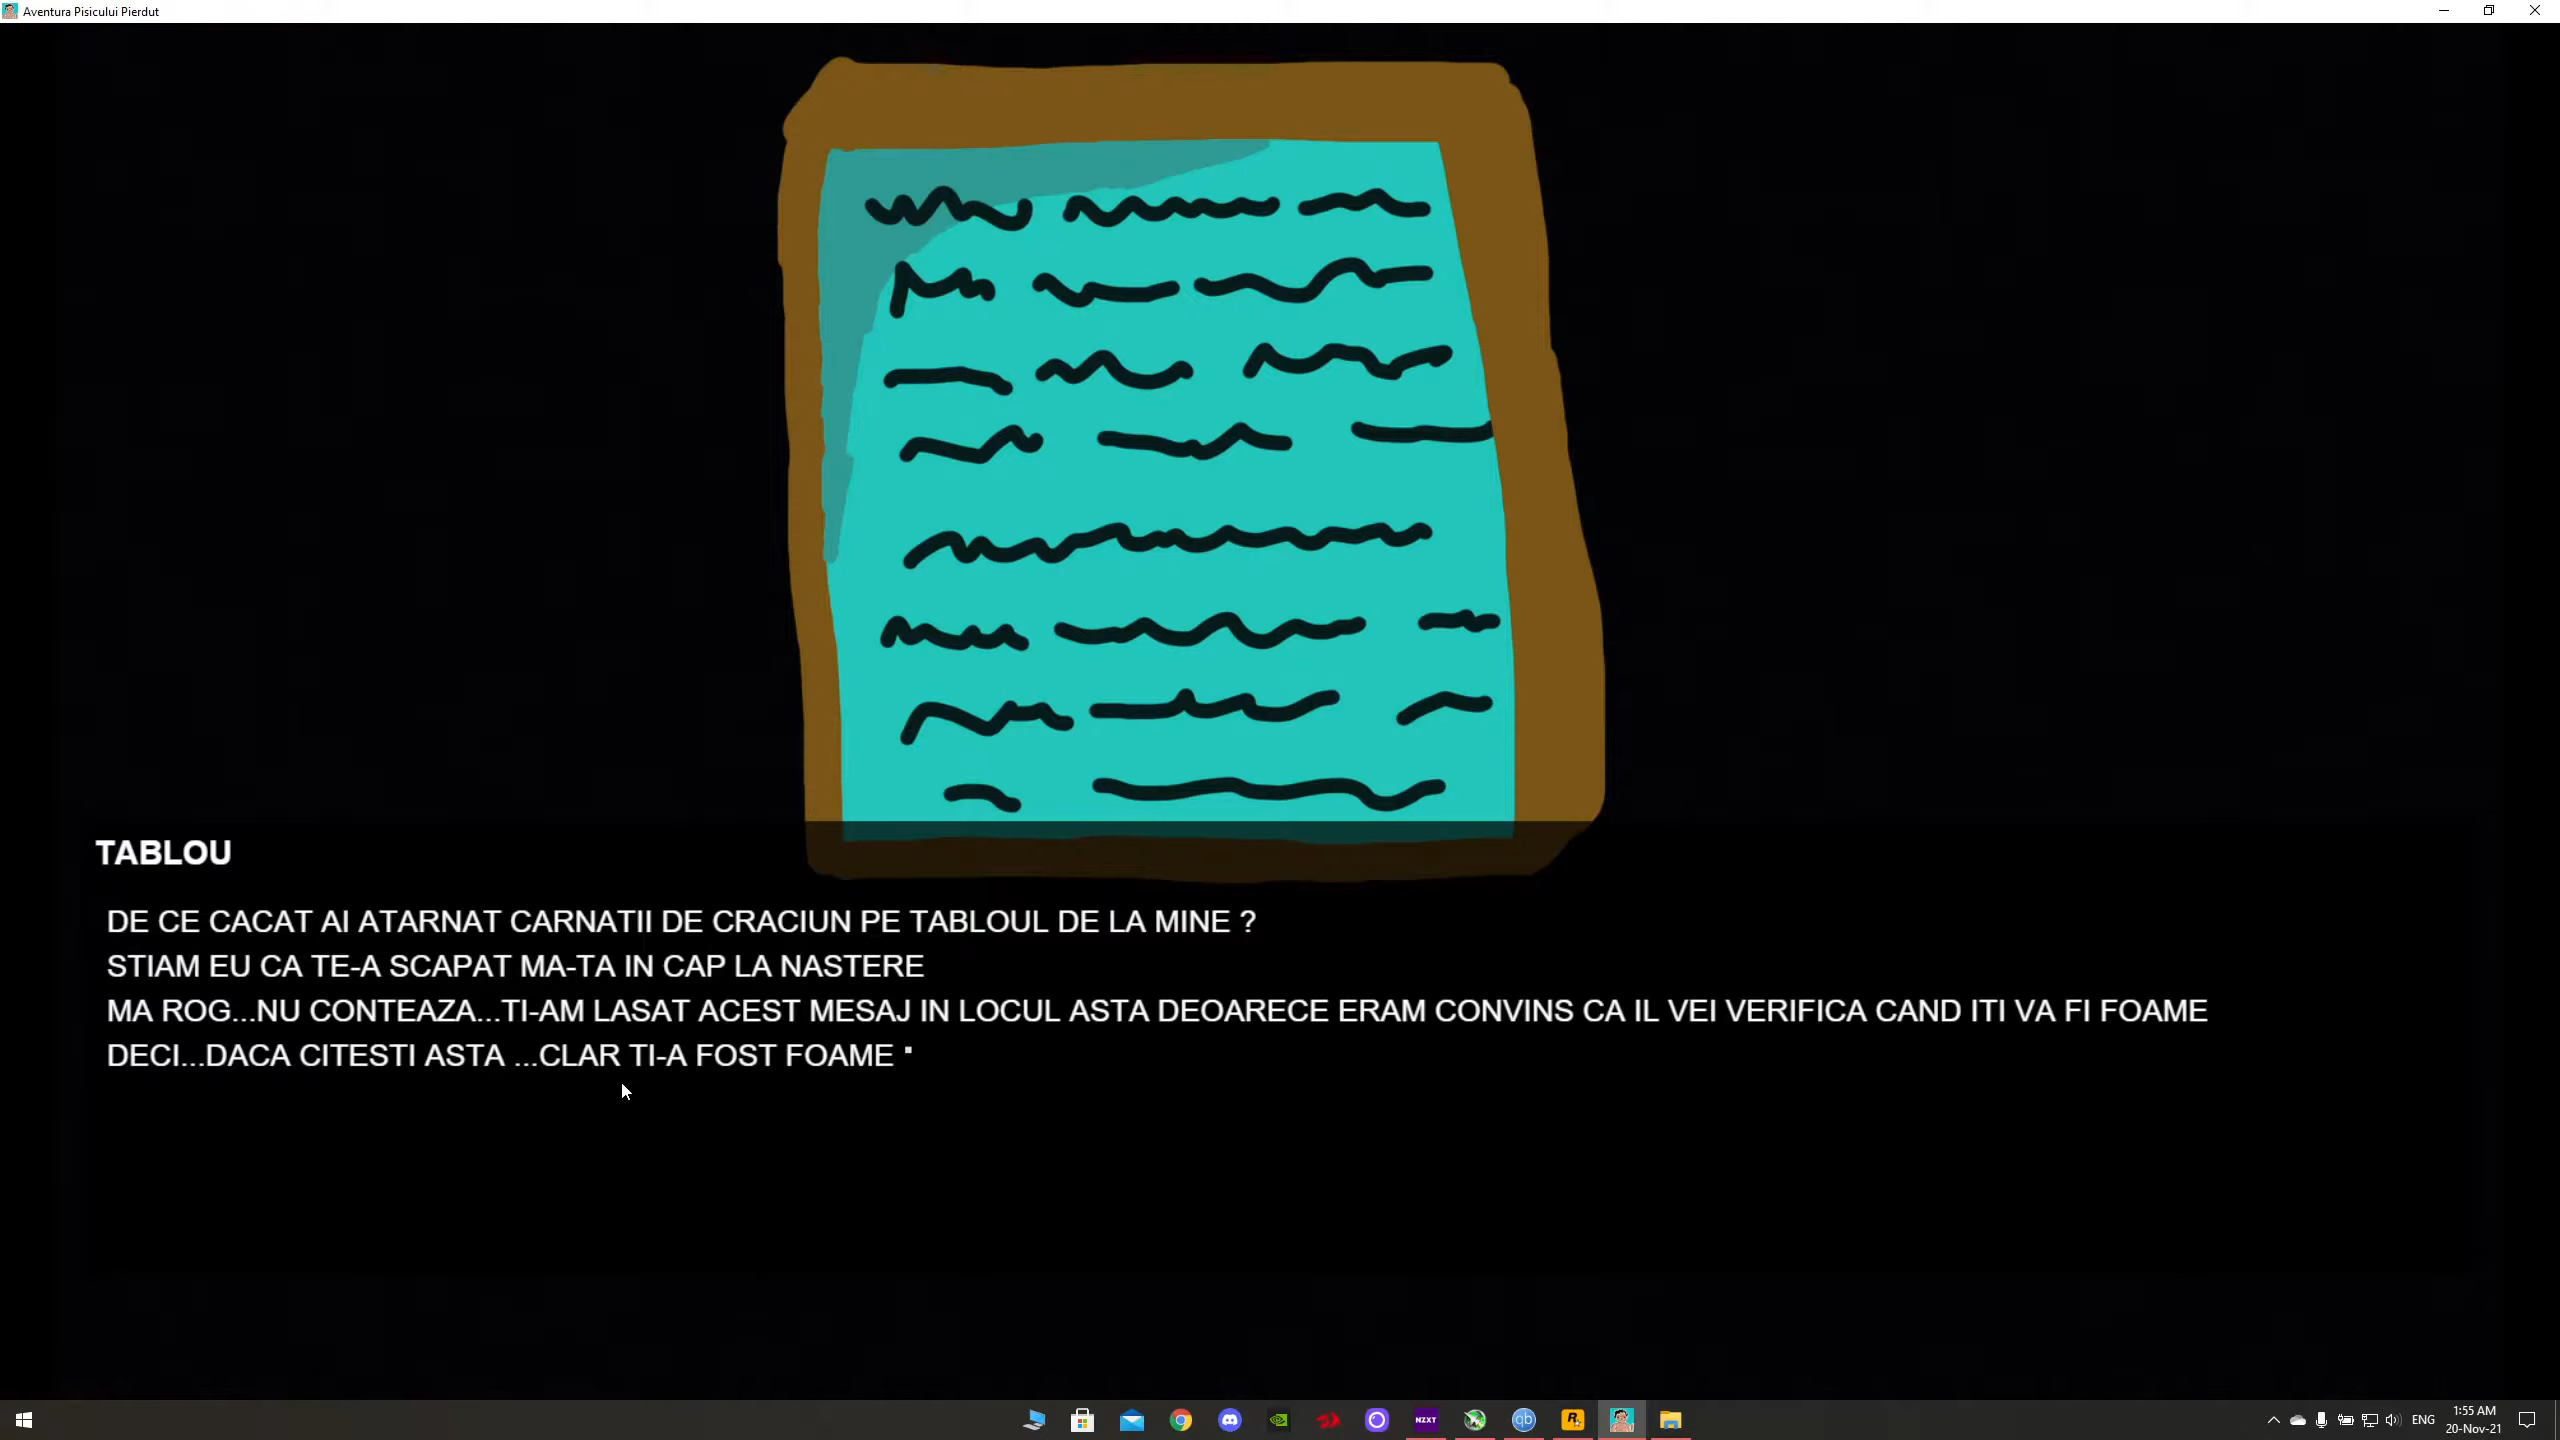 Aventura Pisicului Pierdut
TABLOU
DE CE CACAT AI ATARNAT CARNATII DE CRACIUN PE TABLOUL DE LA MINE ?
STIAM EU CA TE-A SCAPAT MA-TA IN CAP LA NASTERE
MA ROG...NU CONTEAZA...TI-AM LASAT ACEST MESAJ IN LOCUL ASTA DEOARECE ERAM CONVINS CA IL VEI VERIFICA CAND ITI VA FI FOAME
DECI...DACA CITESTI ASTA ...CLAR TI-A FOST FOAME
NZXT
qb
R
ENG
1:55 AM
20-Nov-21